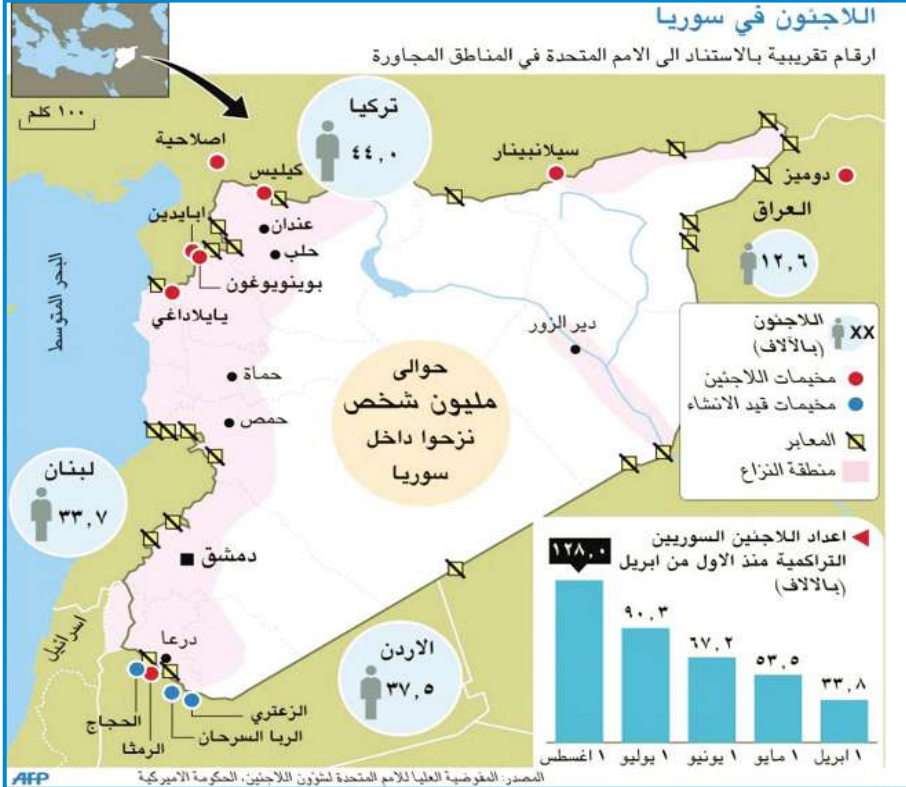 اللاجئون في سوريا
ارقام تقريبية بالاستناد الى الامم المتحدة في المناطق المجاورة
١٠٠ كلم
تركيا
٤٤,٠
اصلاحية
كيليس
سيلانبينار
دوميز
العراق
١٢,٦
ابايدين
عندان
حلب
بوينويوغون
يايلاداغي
البحر المتوسط
دير الزور
حماة
حمص
حوالى
مليون شخص
نزحوا داخل
سوريا
XX
اللاجئون
(بالآلاف)
مخيمات اللاجئين
مخيمات قيد الانشاء
المعابر
منطقة النزاع
لبنان
٣٣,٧
دمشق
اسرائيل
درعا
الاردن
٣٧,٥
الزعتري
الربا السرحان
الرمثا
الحجاج
اعداد اللاجئين السوريين
التراكمية منذ الاول من ابريل
(بالالاف)
١٢٨,٠
٩٠,٣
٦٧,٢
٥٣,٥
٣٣,٨
١ ابريل
١ مايو
١ يونيو
١ يوليو
١ اغسطس
المصدر: المفوضية العليا للامم المتحدة لشؤون اللاجئين، الحكومة الاميركية
AFP